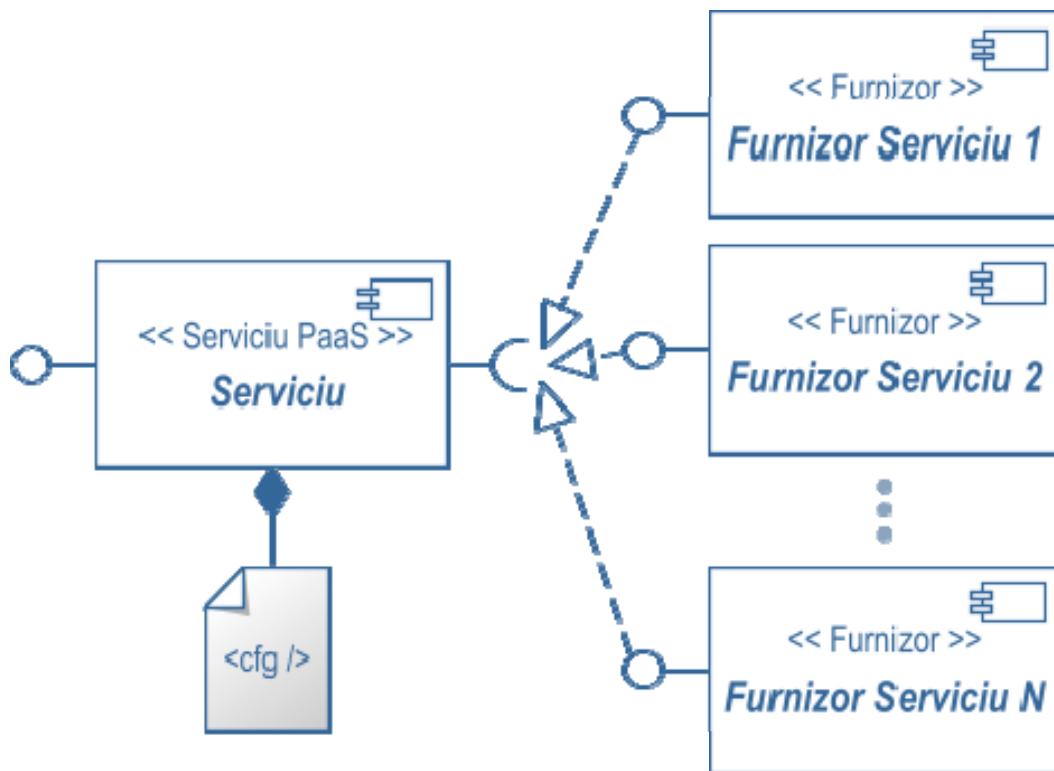 << Furnizor >>
Furnizor Serviciu 1
<< Serviciu PaaS >>
Serviciu
<< Furnizor >>
Furnizor Serviciu 2
<cfg />
<< Furnizor >>
Furnizor Serviciu N